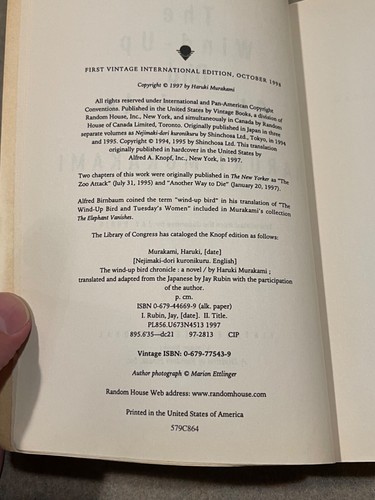 FIRST VINTAGE INTERNATIONAL EDITION, OCTOBER 1998
Copyright © 1997 by Haruki Murakami
All rights reserved under International and Pan-American Copyright
Conventions. Published in the United States by Vintage Books, a division of
Random House, Inc., New York, and simultaneously in Canada by Random
House of Canada Limited, Toronto. Originally published in Japan in three
separate volumes as Nejimaki-dori kuronikuru by Shinchosa Ltd., Tokyo, in 1994
and 1995. Copyright © 1994, 1995 by Shinchosa Ltd. This translation
originally published in hardcover in the United States by
Alfred A. Knopf, Inc., New York, in 1997.
Two chapters of this work were originally published in The New Yorker as "The
Zoo Attack" (July 31, 1995) and "Another Way to Die" (January 20, 1997).
Alfred Birnbaum coined the term "wind-up bird" in his translation of "The
Wind-Up Bird and Tuesday's Women" included in Murakami's collection
The Elephant Vanishes.
The Library of Congress has cataloged the Knopf edition as follows:
Murakami, Haruki, [date]
[Nejimaki-dori kuronikuru. English]
The wind-up bird chronicle : a novel / by Haruki Murakami ;
translated and adapted from the Japanese by Jay Rubin with the participation
of the author.
p. cm.
ISBN 0-679-44669-9 (alk. paper)
I. Rubin, Jay, [date]. II. Title.
PL856.U673N4513 1997
895.6'35—dc21 97-2813 CIP
Vintage ISBN: 0-679-77543-9
Author photograph © Marion Ettlinger
Random House Web address: www.randomhouse.com
Printed in the United States of America
579C864